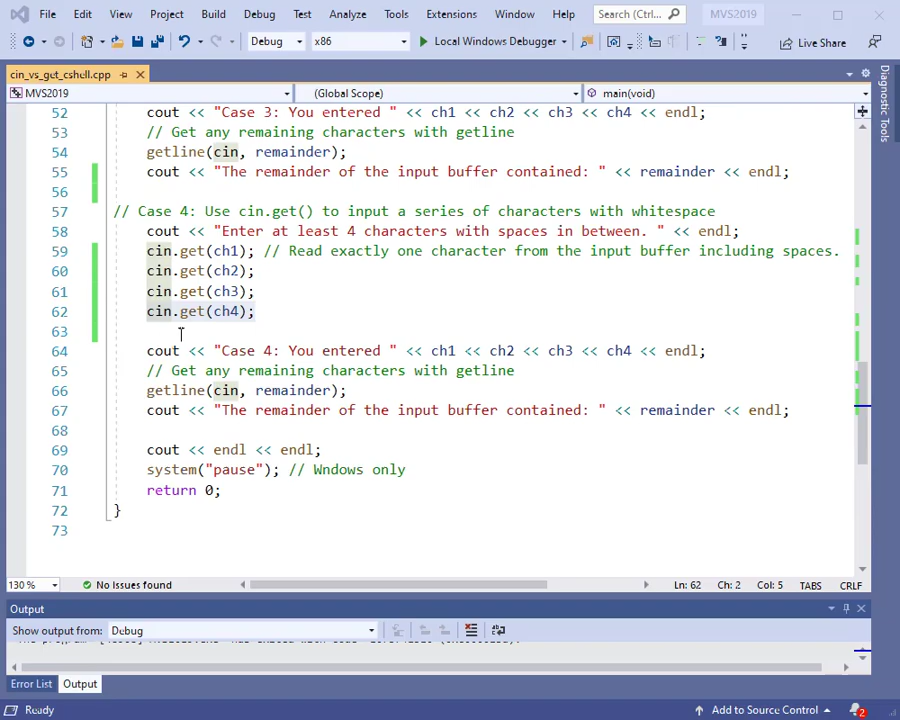 File Edit View Project Build Debug Test Analyze Tools Extensions Window Help Search (Ctrl... MVS2019
Debug x86 Local Windows Debugger Live Share
cin_vs_get_cshell.cpp
MVS2019 (Global Scope) main(void)
Diagnostic Tools
52 cout << "Case 3: You entered " << ch1 << ch2 << ch3 << ch4 << endl;
53 // Get any remaining characters with getline
54 getline(cin, remainder);
55 cout << "The remainder of the input buffer contained: " << remainder << endl;
56
57 // Case 4: Use cin.get() to input a series of characters with whitespace
58 cout << "Enter at least 4 characters with spaces in between. " << endl;
59 cin.get(ch1); // Read exactly one character from the input buffer including spaces.
60 cin.get(ch2);
61 cin.get(ch3);
62 cin.get(ch4);
63
64 cout << "Case 4: You entered " << ch1 << ch2 << ch3 << ch4 << endl;
65 // Get any remaining characters with getline
66 getline(cin, remainder);
67 cout << "The remainder of the input buffer contained: " << remainder << endl;
68
69 cout << endl << endl;
70 system("pause"); // Wndows only
71 return 0;
72 }
73
130 % No issues found Ln: 62 Ch: 2 Col: 5 TABS CRLF
Output
Show output from: Debug
Error List Output
Ready Add to Source Control 2